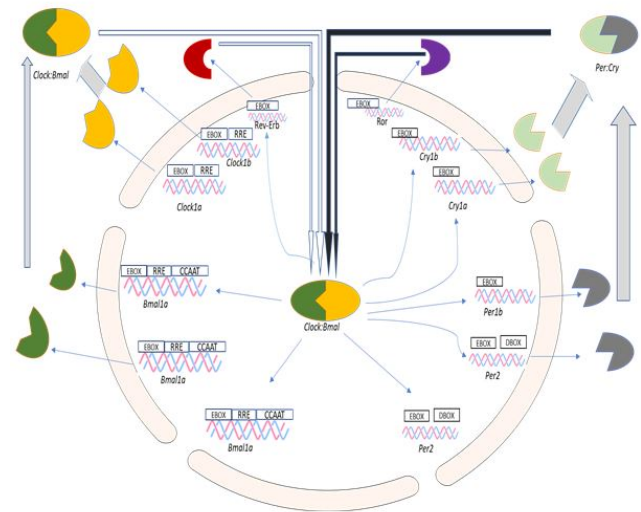 Clock:Bmal
Per:Cry
EBOX
Rev-Erb
EBOX
Ror
EBOX RRE
Clock1b
EBOX
Cry1b
EBOX RRE
Clock1a
EBOX
Cry1a
EBOX RRE CCAAT
Bmal1a
Clock:Bmal
EBOX
Per1b
EBOX RRE CCAAT
Bmal1a
EBOX DBOX
Per2
EBOX RRE CCAAT
Bmal1a
EBOX DBOX
Per2